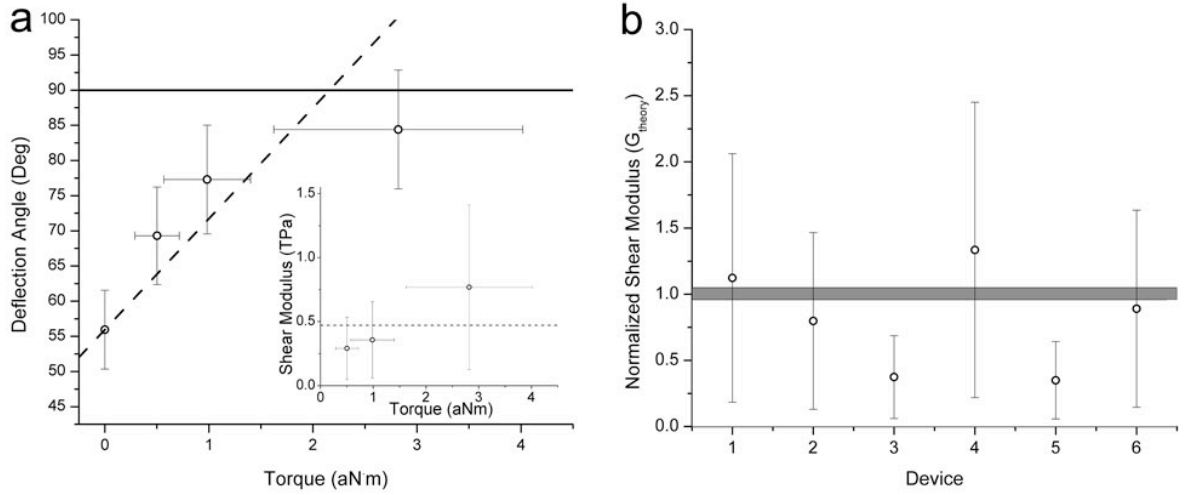 a
100
95
90
85
80
75
70
65
60
55
50
45
Deflection Angle (Deg)
0 1 2 3 4
Torque (aN·m)
1.5
1.0
0.5
0.0
Shear Modulus (TPa)
0 1 2 3 4
Torque (aNm)
b
3.0
2.5
2.0
1.5
1.0
0.5
0.0
Normalized Shear Modulus (G_theory)
1 2 3 4 5 6
Device